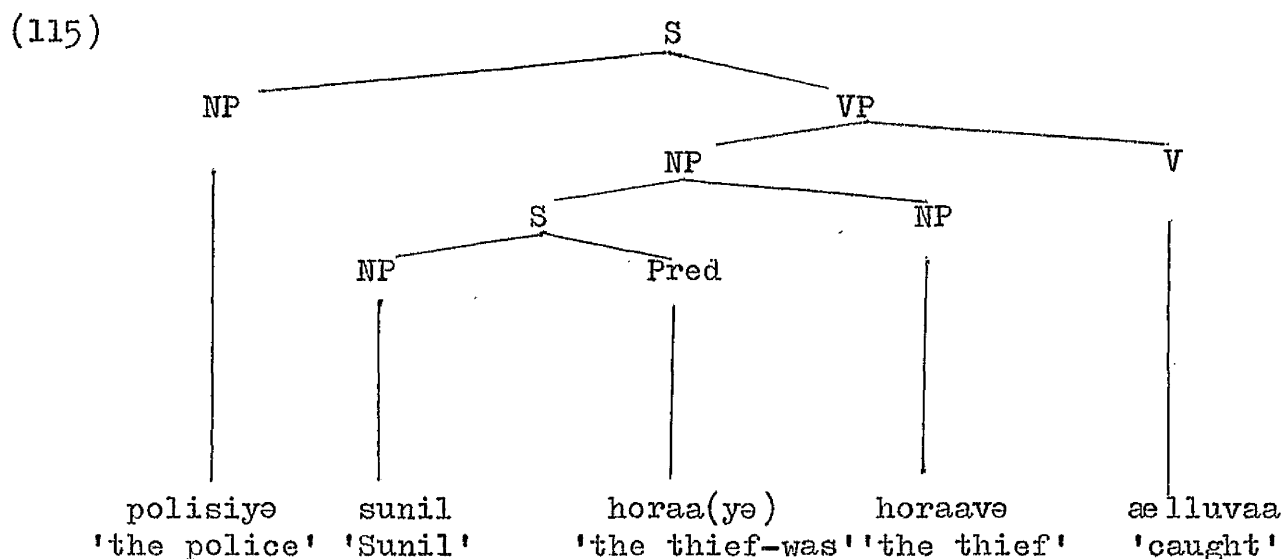 (115)
S
NP VP
NP V
S NP
NP Pred
polisiyə sunil horaa(yə) horaavə ælluvaa
'the police' 'Sunil' 'the thief-was' 'the thief' 'caught'